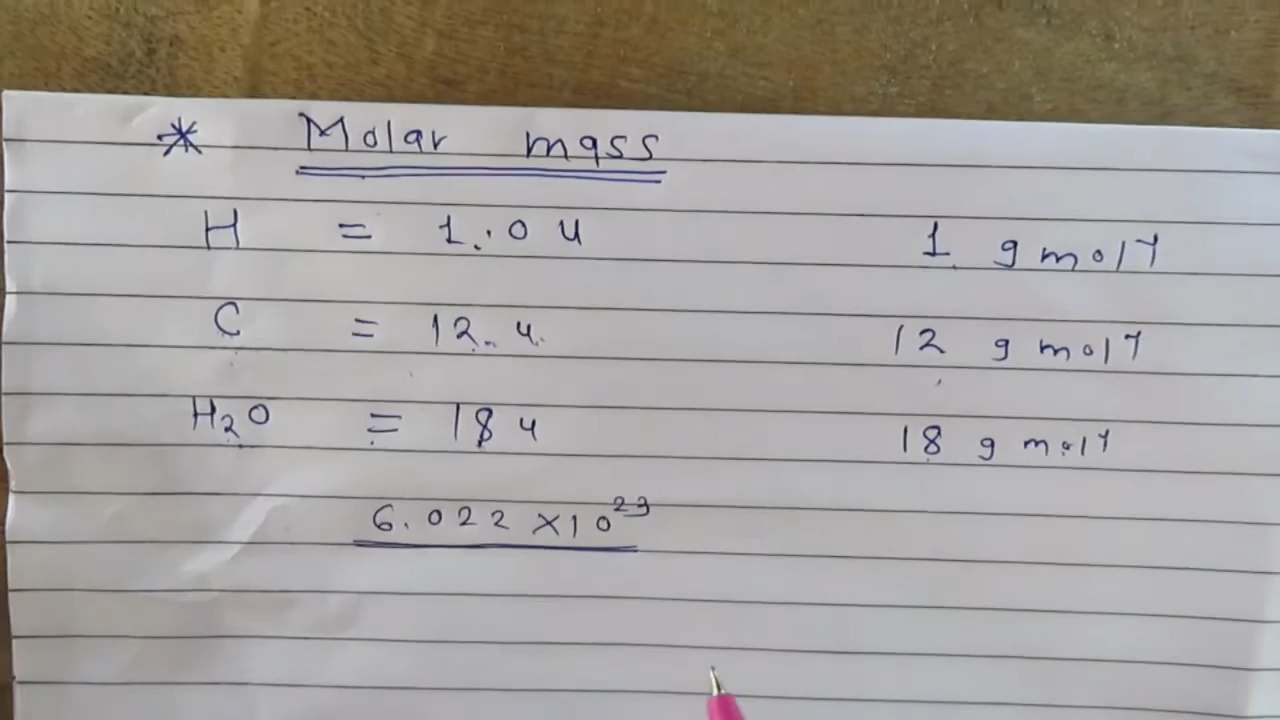 * Molar mass
H = 1.0 u 1 g mol⁻¹
C = 12. u. 12 g mol⁻¹
H₂O = 18 u 18 g mol⁻¹
6.022 × 10²³